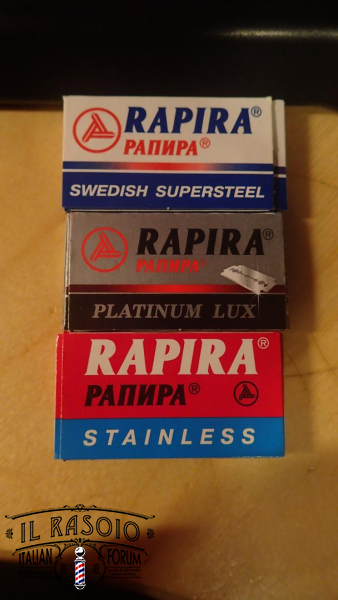 RAPIRA®
РАПИРА®
SWEDISH SUPERSTEEL
RAPIRA®
РАПИРА®
PLATINUM LUX
RAPIRA®
РАПИРА®
STAINLESS
IL RASOIO
ITALIAN FORUM